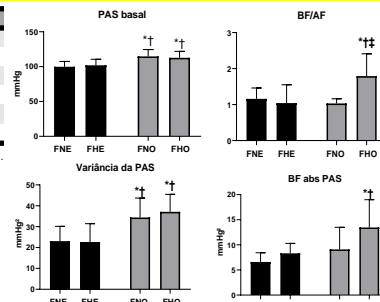 PAS basal
mmHg
150
100
50
0
*† *†
FNE FHE FNO FHO
BF/AF
3
2
1
0
*†‡
FNE FHE FNO FHO
Variância da PAS
mmHg²
50
40
30
20
10
0
*‡ *†
FNE FHE FNO FHO
BF abs PAS
mmHg²
20
15
10
5
0